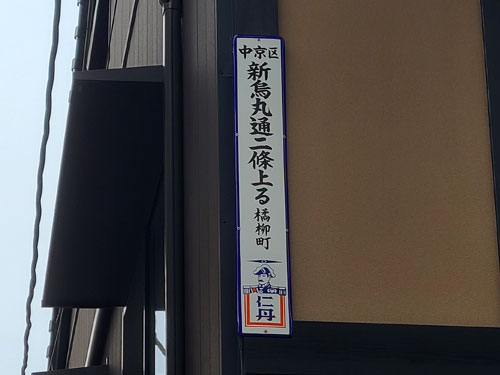 中京区
新烏丸通二條上る
橘柳町
仁丹